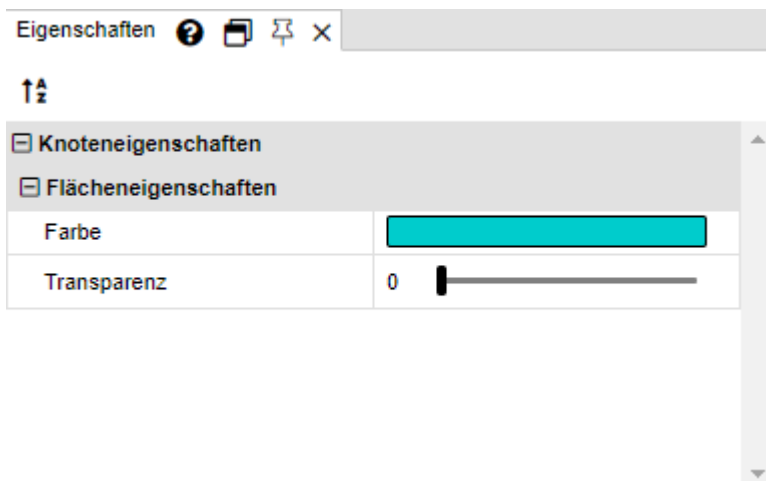 Eigenschaften
Knoteneigenschaften
Flächeneigenschaften
Farbe
Transparenz 0